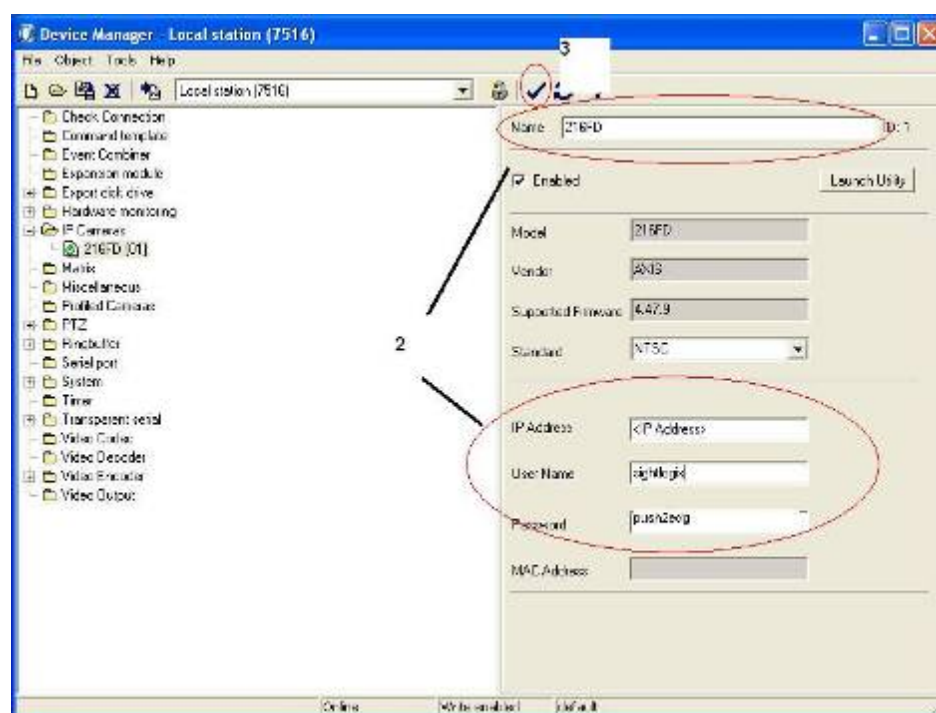 Device Manager - Local station (7516)
File Object Tools Help
3
Local station (7516)
Check Connection
Command template
Event Combiner
Expansion module
Export disk drive
Hardware monitoring
IP Cameras
216FD [01]
Matrix
Miscellaneous
Profiled Cameras
PTZ
Ringbuffer
Serial port
System
Timer
Transparent serial
Video Codec
Video Decoder
Video Encoder
Video Output
2
Name 216FD ID: 1
Enabled Launch Utility
Model 216FD
Vendor AXIS
Supported Firmware 4.47.9
Standard NTSC
IP Address <IP Address>
User Name sightlogix
Password
MAC Address
Online Write enabled default